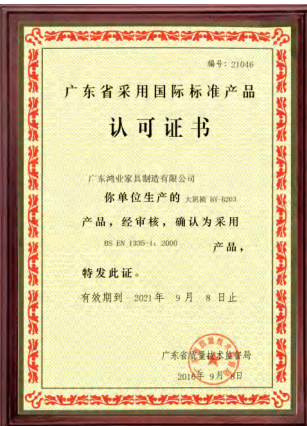 编号：21046
广东省采用国际标准产品
认可证书
广东鸿业家具制造有限公司
你单位生产的 大班椅 HY-B203
产品，经审核，确认为采用
BS EN 1335-1：2000 产品，
特发此证。
有效期到 2021 年 9 月 8 日止
广东省质量技术监督局
2016年 9月 8日